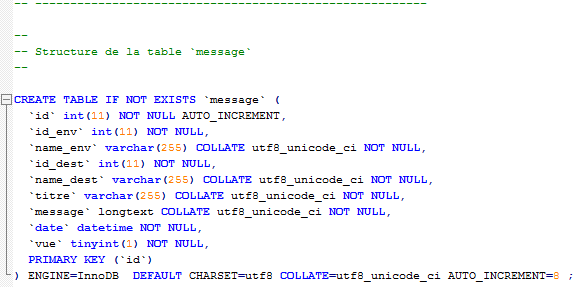 -- --------------------------------------------------------
--
-- Structure de la table `message`
--
CREATE TABLE IF NOT EXISTS `message` (
  `id` int(11) NOT NULL AUTO_INCREMENT,
  `id_env` int(11) NOT NULL,
  `name_env` varchar(255) COLLATE utf8_unicode_ci NOT NULL,
  `id_dest` int(11) NOT NULL,
  `name_dest` varchar(255) COLLATE utf8_unicode_ci NOT NULL,
  `titre` varchar(255) COLLATE utf8_unicode_ci NOT NULL,
  `message` longtext COLLATE utf8_unicode_ci NOT NULL,
  `date` datetime NOT NULL,
  `vue` tinyint(1) NOT NULL,
  PRIMARY KEY (`id`)
) ENGINE=InnoDB  DEFAULT CHARSET=utf8 COLLATE=utf8_unicode_ci AUTO_INCREMENT=8 ;